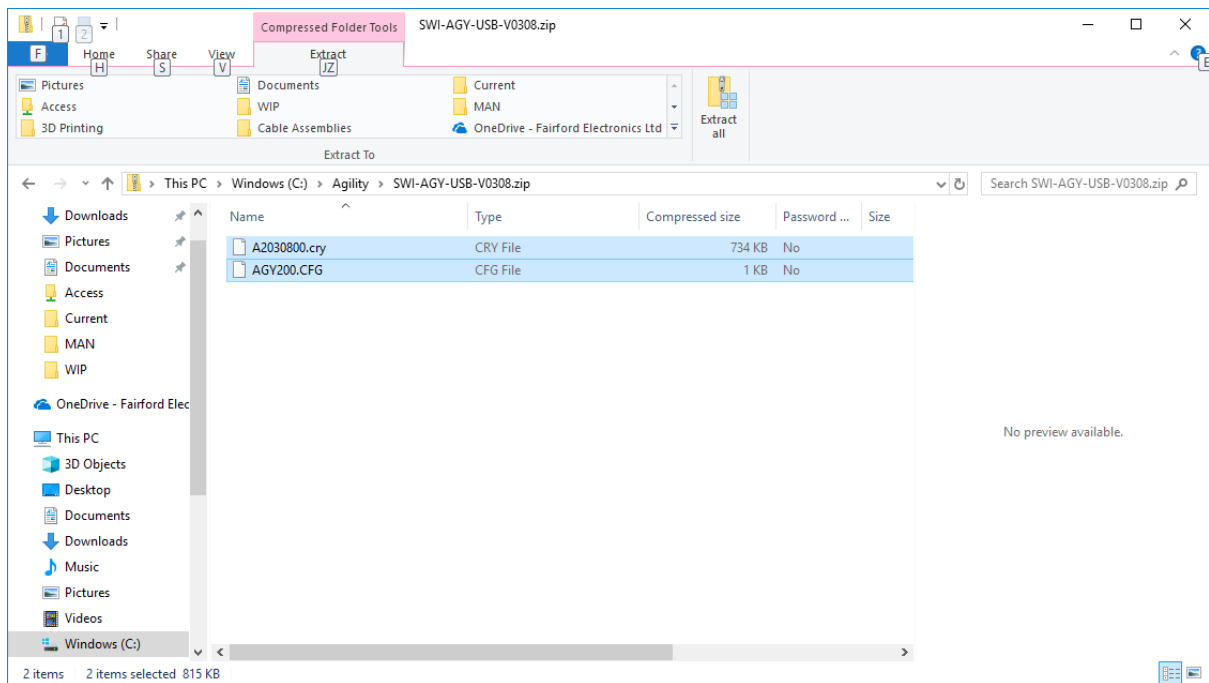 1 2 Compressed Folder Tools SWI-AGY-USB-V0308.zip
F Home Share View Extract
H S V JZ E
Pictures Documents Current
Access WIP MAN
3D Printing Cable Assemblies OneDrive - Fairford Electronics Ltd
Extract
all
Extract To
This PC > Windows (C:) > Agility > SWI-AGY-USB-V0308.zip Search SWI-AGY-USB-V0308.zip
Downloads Name Type Compressed size Password ... Size
Pictures A2030800.cry CRY File 734 KB No
Documents AGY200.CFG CFG File 1 KB No
Access
Current
MAN
WIP
OneDrive - Fairford Elec
This PC No preview available.
3D Objects
Desktop
Documents
Downloads
Music
Pictures
Videos
Windows (C:)
2 items 2 items selected 815 KB